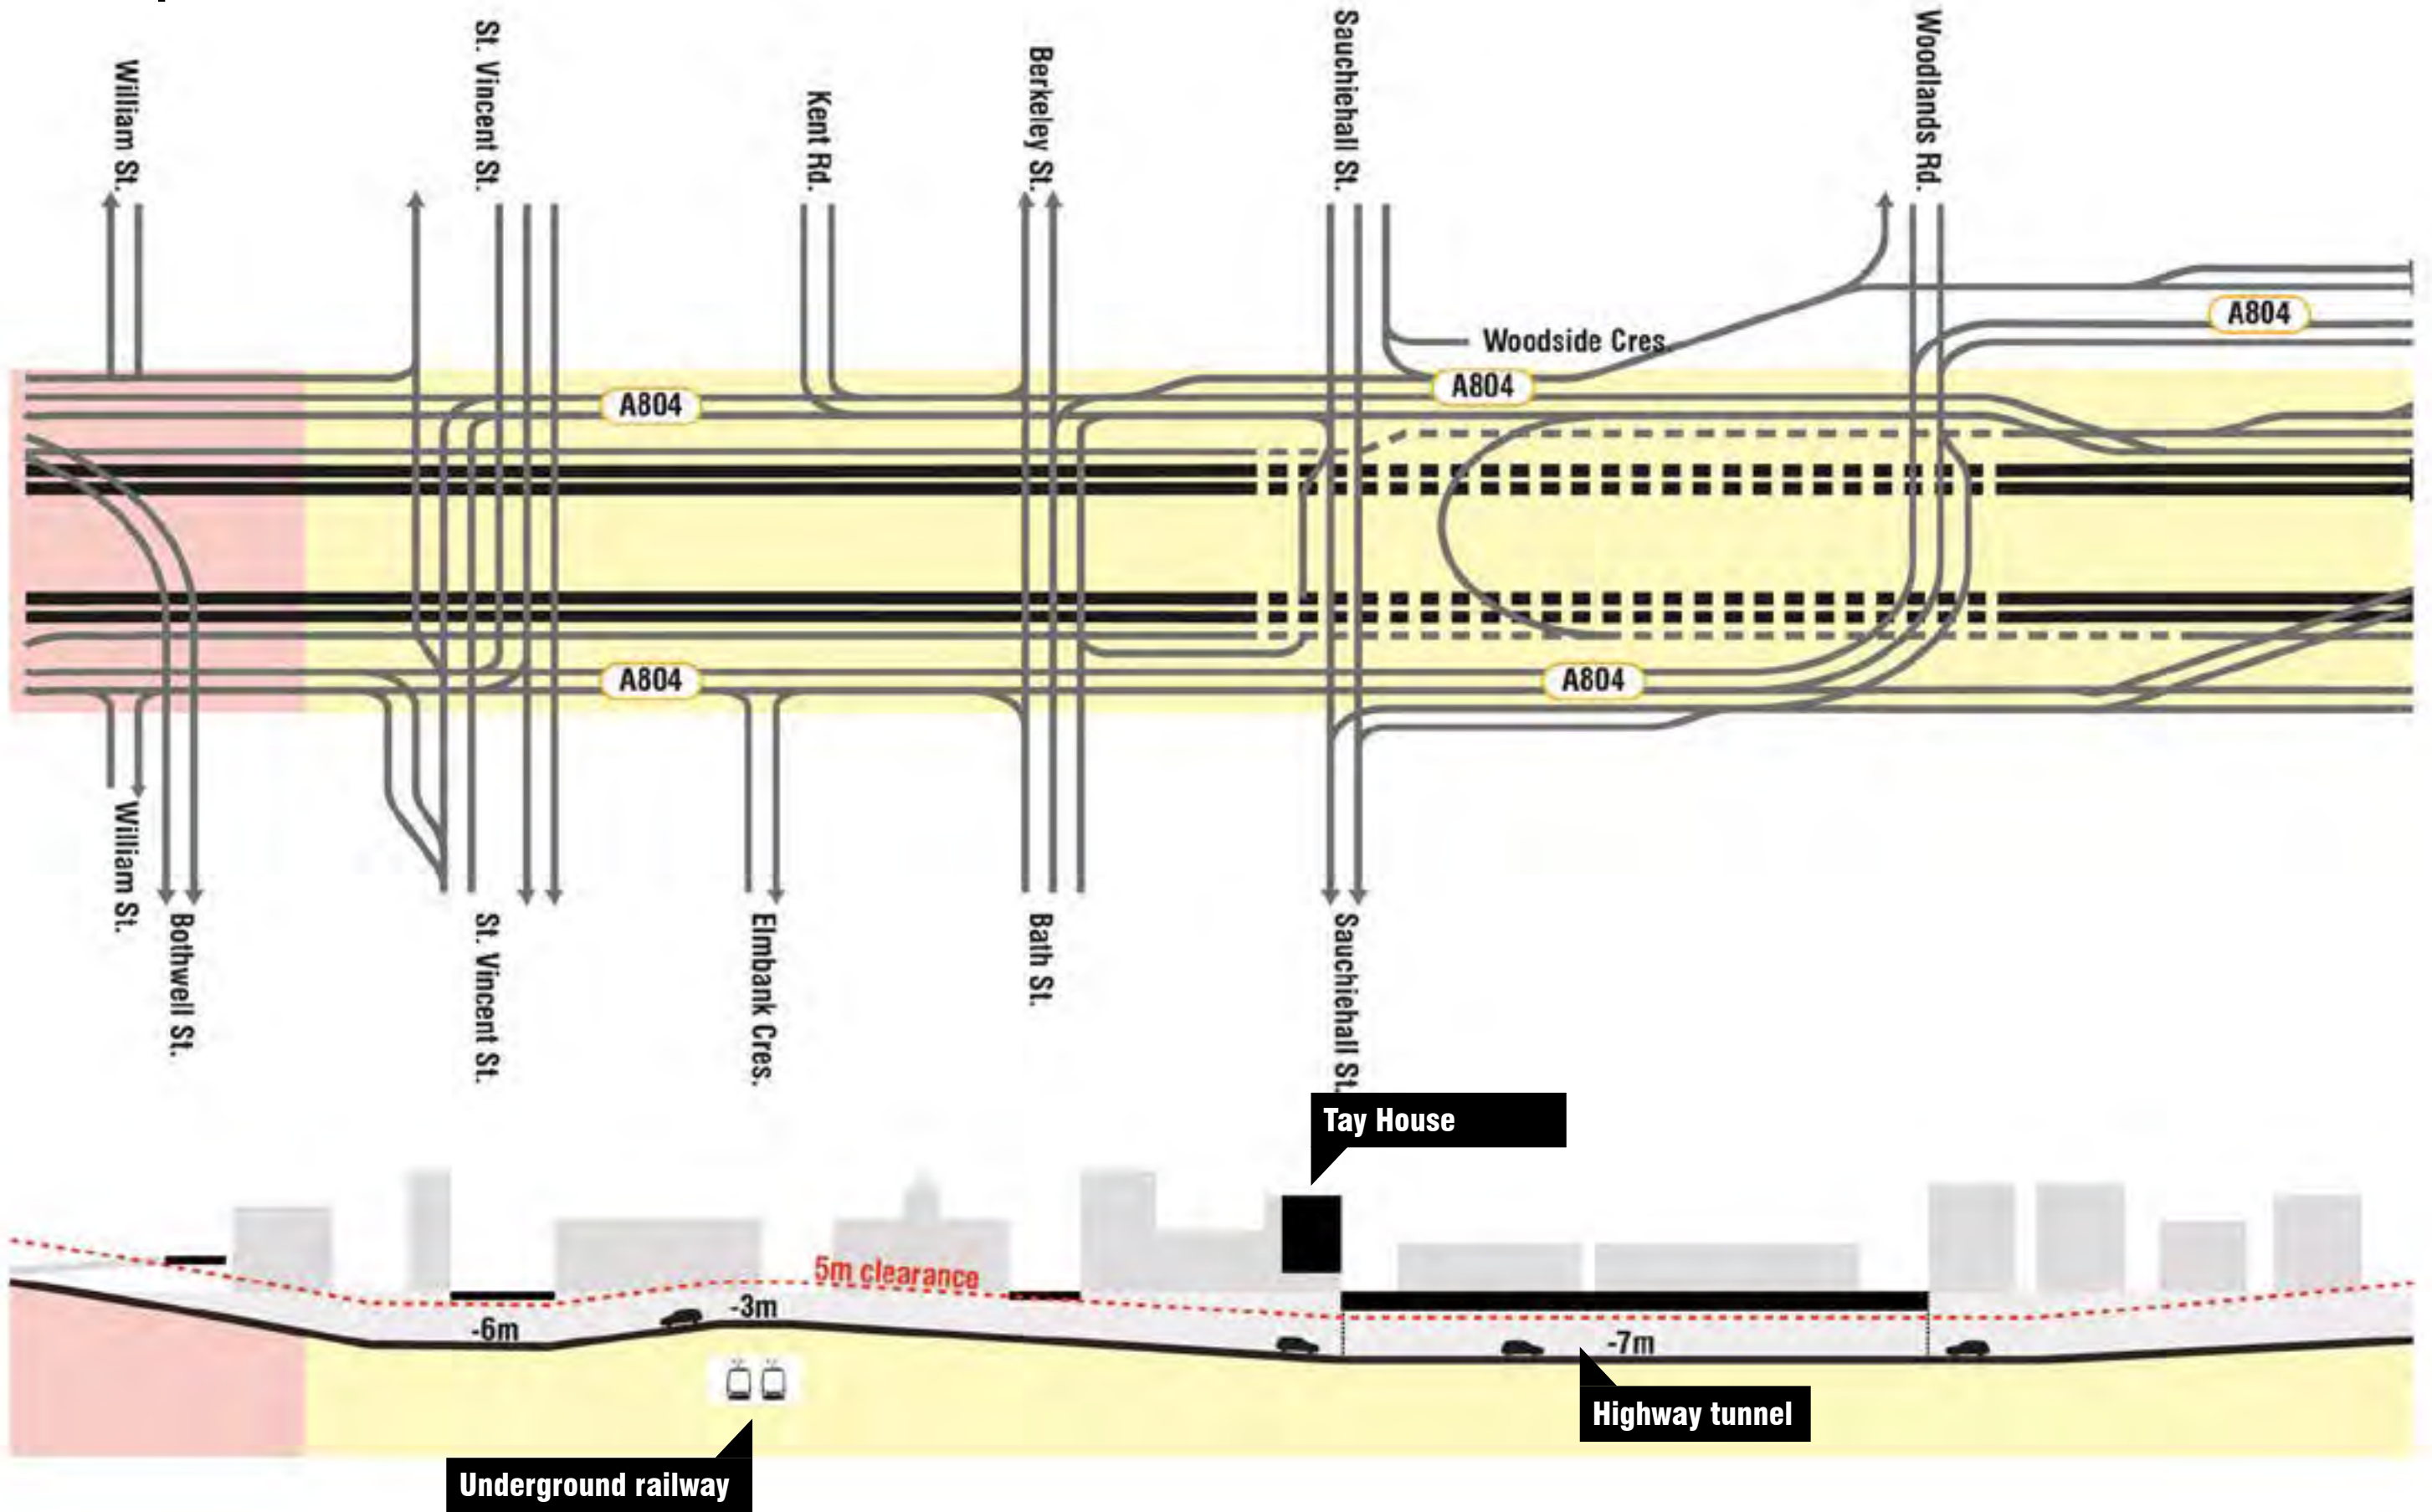 William St.
St. Vincent St.
Kent Rd.
Berkeley St.
Sauchiehall St.
Woodlands Rd.
A804
Woodside Cres.
A804
A804
A804
A804
William St.
Bothwell St.
St. Vincent St.
Elmbank Cres.
Bath St.
Sauchiehall St.
Tay House
5m clearance
-3m
-6m
-7m
Highway tunnel
Underground railway